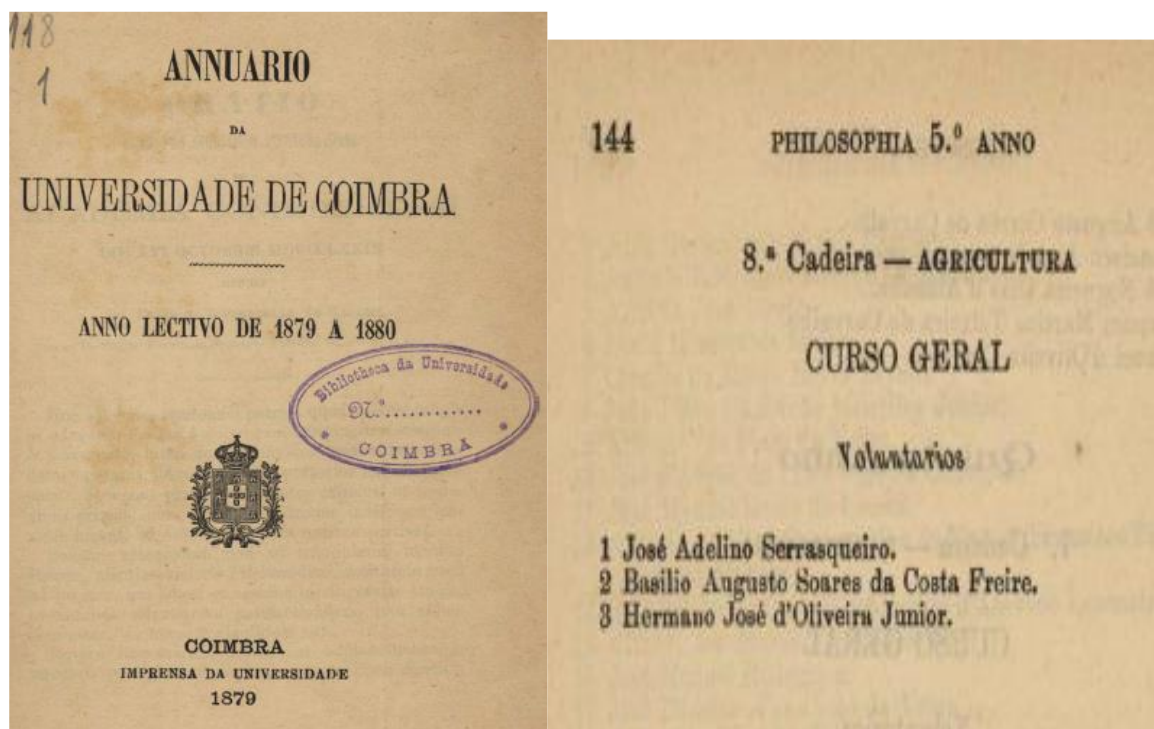 118
1
ANNUARIO
DA
UNIVERSIDADE DE COIMBRA
ANNO LECTIVO DE 1879 A 1880
Bibliotheca da Universidade
N.º............
* COIMBRA *
COIMBRA
IMPRENSA DA UNIVERSIDADE
1879
144 PHILOSOPHIA 5.º ANNO
8.ª Cadeira — AGRICULTURA
CURSO GERAL
Voluntarios
1 José Adelino Serrasqueiro.
2 Basilio Augusto Soares da Costa Freire.
3 Hermano José d'Oliveira Junior.